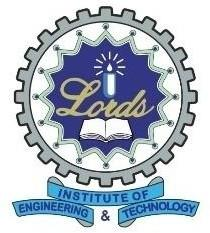 Lords
INSTITUTE OF
ENGINEERING & TECHNOLOGY